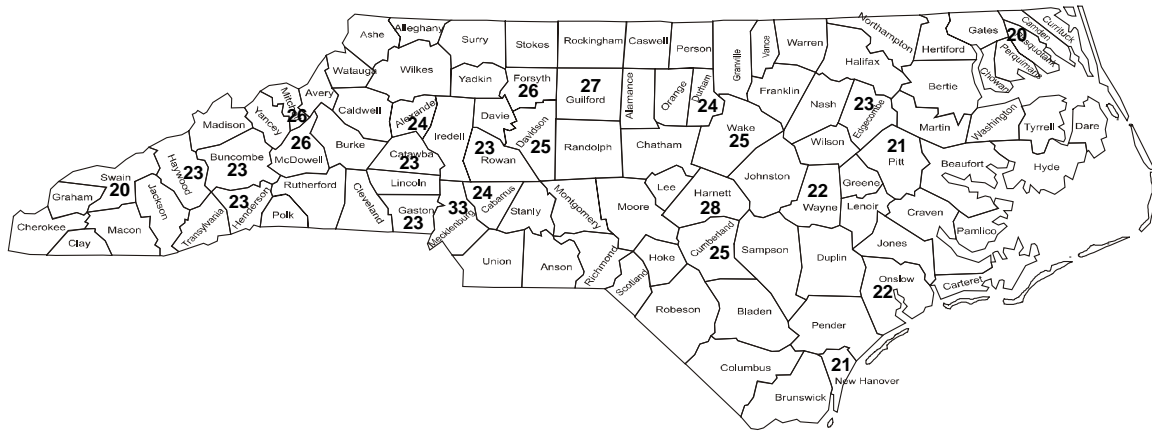 Ashe
Alleghany
Surry
Stokes
Rockingham
Caswell
Person
Granville
Vance
Warren
Northampton
Gates
Camden
Currituck
20
Pasquotank
Perquimans
Chowan
Hertford
Halifax
Watauga
Wilkes
Yadkin
Forsyth
26
27
Guilford
Alamance
Orange
Durham
24
Franklin
Nash
23
Edgecombe
Bertie
Mitchell
26
Avery
Yancey
Caldwell
Alexander
24
Iredell
Davie
Davidson
25
Randolph
Chatham
Wake
25
Wilson
Martin
Washington
Tyrrell
Dare
Madison
Buncombe
23
26
McDowell
Burke
Catawba
23
23
Rowan
Johnston
21
Pitt
Beaufort
Hyde
Haywood
23
Swain
20
Graham
Jackson
Cherokee
Clay
Macon
Transylvania
23
Henderson
Rutherford
Polk
Cleveland
Lincoln
Gaston
23
33
Mecklenburg
24
Cabarrus
Stanly
Montgomery
Moore
Lee
Harnett
28
22
Wayne
Greene
Lenoir
Craven
Pamlico
Jones
Union
Anson
Richmond
Scotland
Hoke
Cumberland
25
Sampson
Duplin
Onslow
22
Carteret
Robeson
Bladen
Pender
Columbus
21
New Hanover
Brunswick